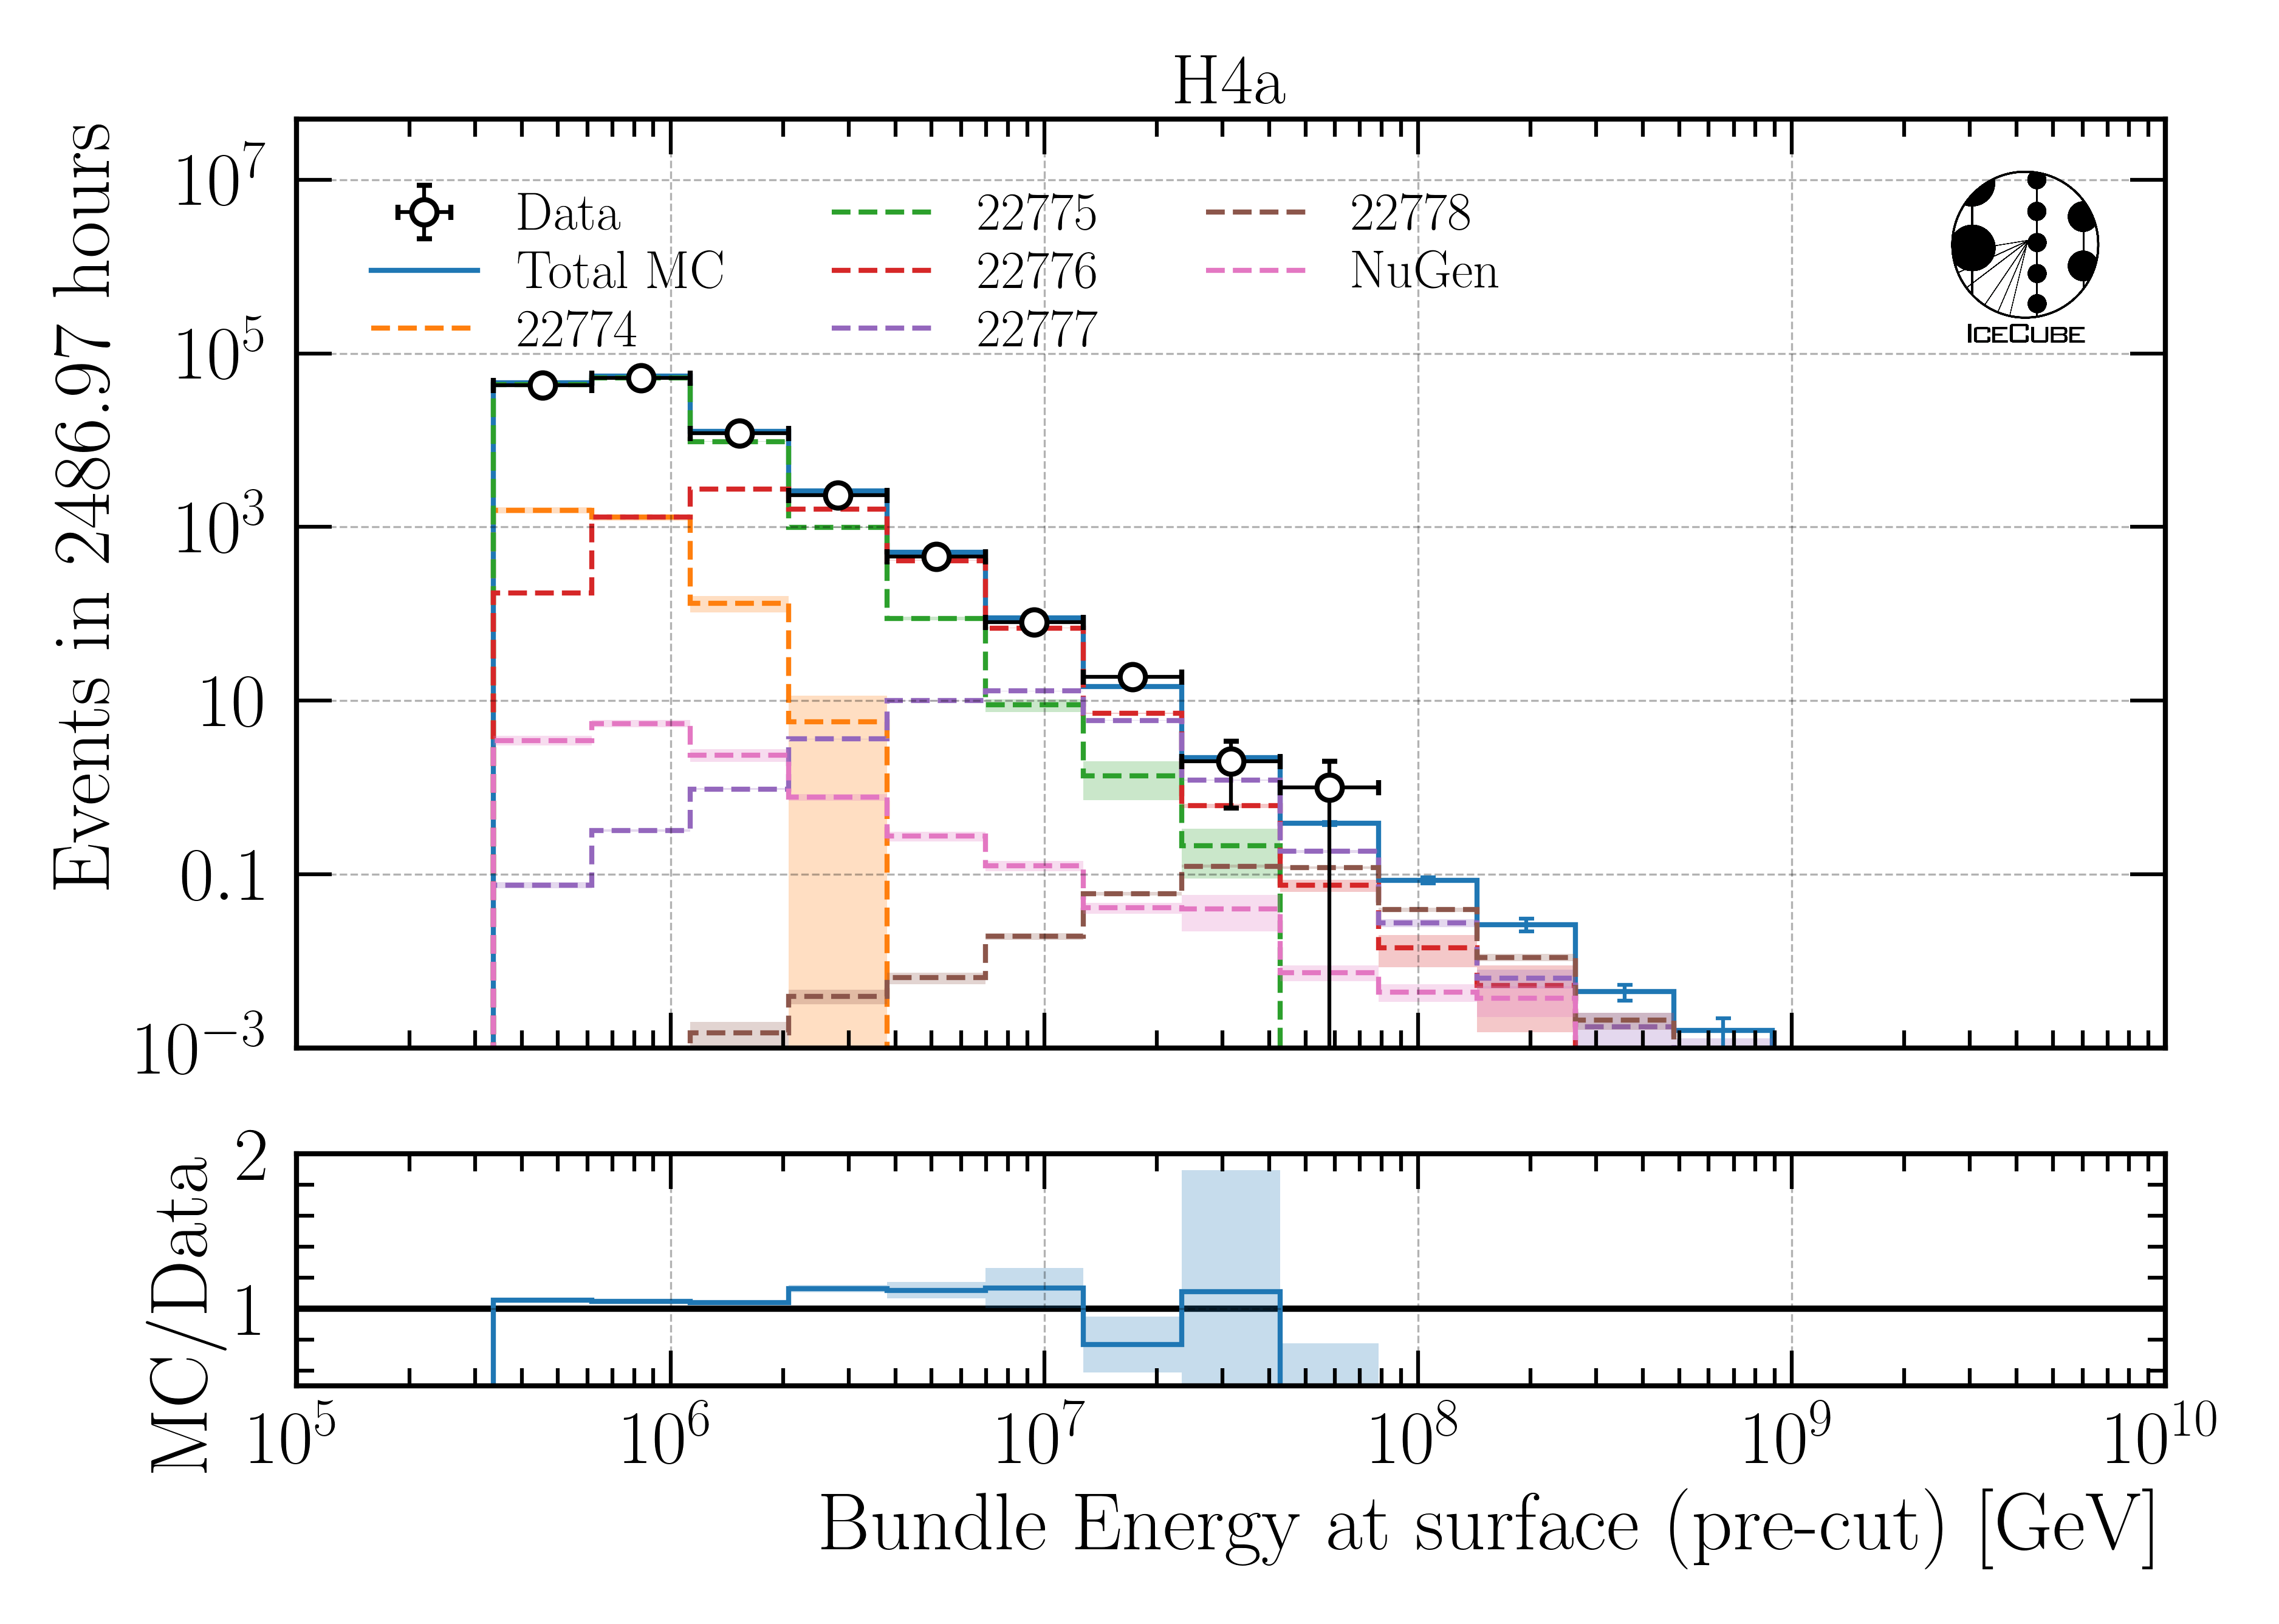 H4a
Events in 2486.97 hours
10^7
10^5
10^3
10
0.1
10^−3
Data
Total MC
22774
22775
22776
22777
22778
NuGen
ICECUBE
MC/Data
2
1
10^5
10^6
10^7
10^8
10^9
10^10
Bundle Energy at surface (pre-cut) [GeV]